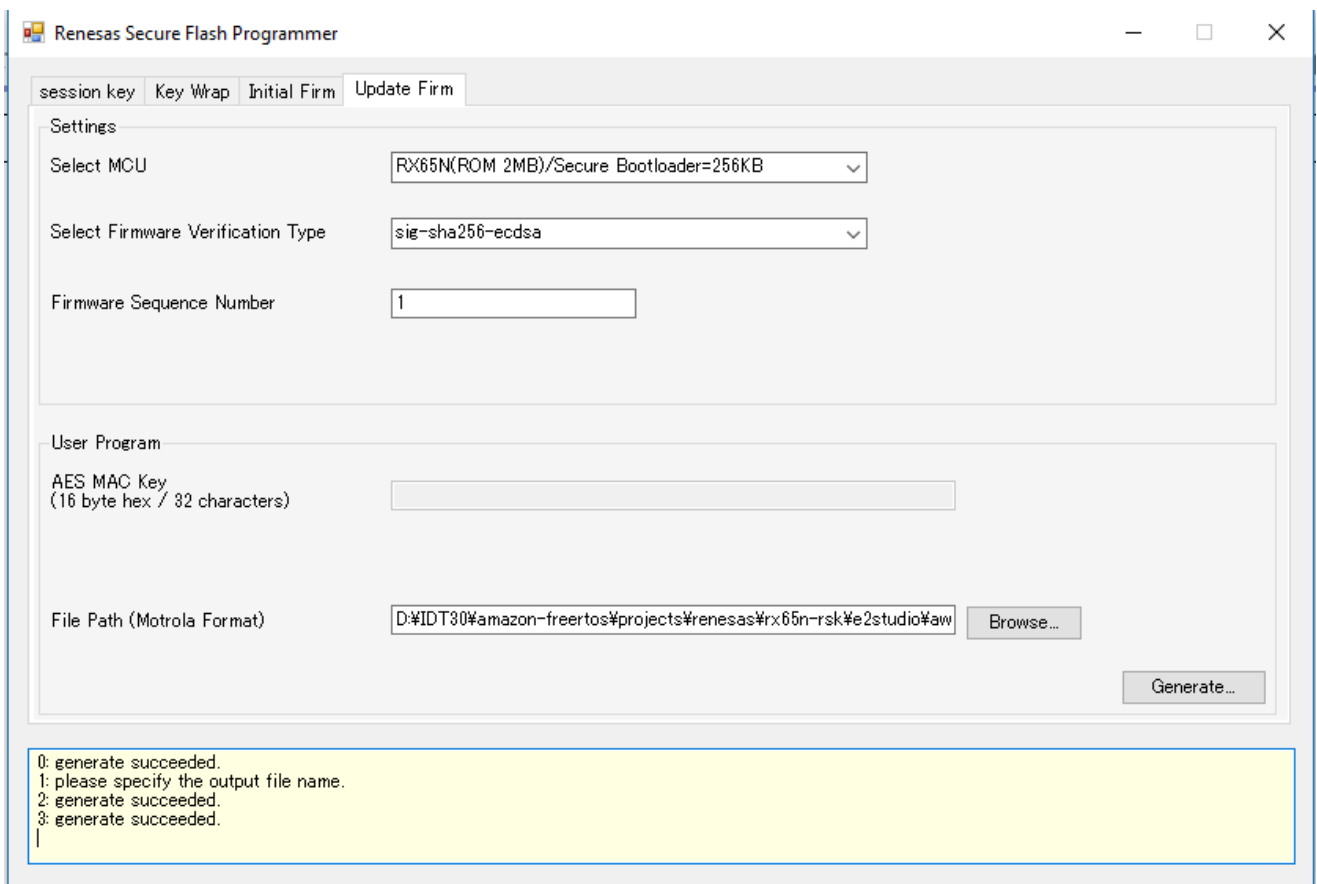 Renesas Secure Flash Programmer
session key Key Wrap Initial Firm Update Firm
Settings
Select MCU RX65N(ROM 2MB)/Secure Bootloader=256KB
Select Firmware Verification Type sig-sha256-ecdsa
Firmware Sequence Number 1
User Program
AES MAC Key
(16 byte hex / 32 characters)
File Path (Motrola Format) D:¥IDT30¥amazon-freertos¥projects¥renesas¥rx65n-rsk¥e2studio¥aw Browse...
Generate...
0: generate succeeded.
1: please specify the output file name.
2: generate succeeded.
3: generate succeeded.